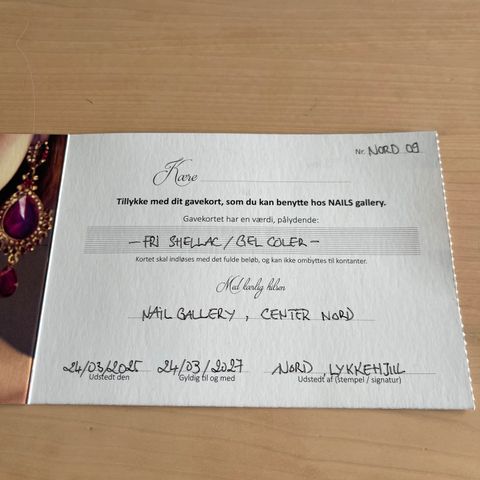 Nr. NORD 09
Kære
Tillykke med dit gavekort, som du kan benytte hos NAILS gallery.
Gavekortet har en værdi, pålydende:
— FRI SHELLAC / GEL COLER —
Kortet skal indløses med det fulde beløb, og kan ikke ombyttes til kontanter.
Med kærlig hilsen
NAIL GALLERY, CENTER NORD
24/03/2025 24/03/2027 NORD, LYKKEHJUL
Udstedt den Gyldig til og med Udstedt af (stempel / signatur)